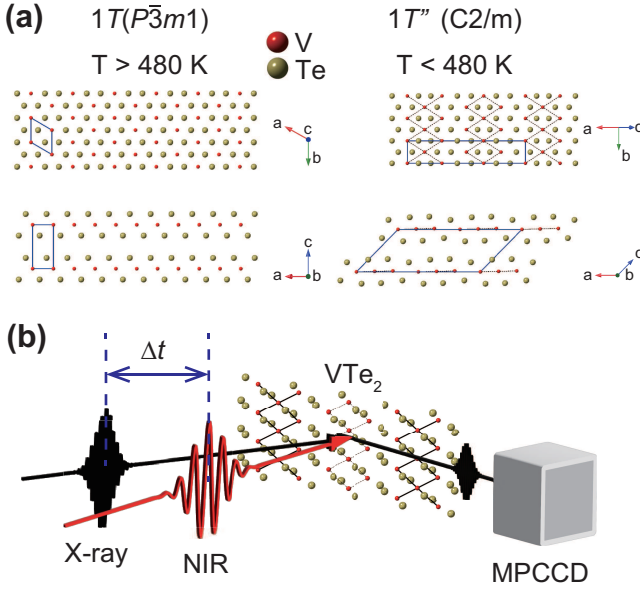 (a)
1T(P3̅m1)
1T” (C2/m)
T > 480 K
V
Te
T < 480 K
a
c
b
a
c
b
c
a
b
c
a
b
(b)
Δt
VTe2
X-ray
NIR
MPCCD